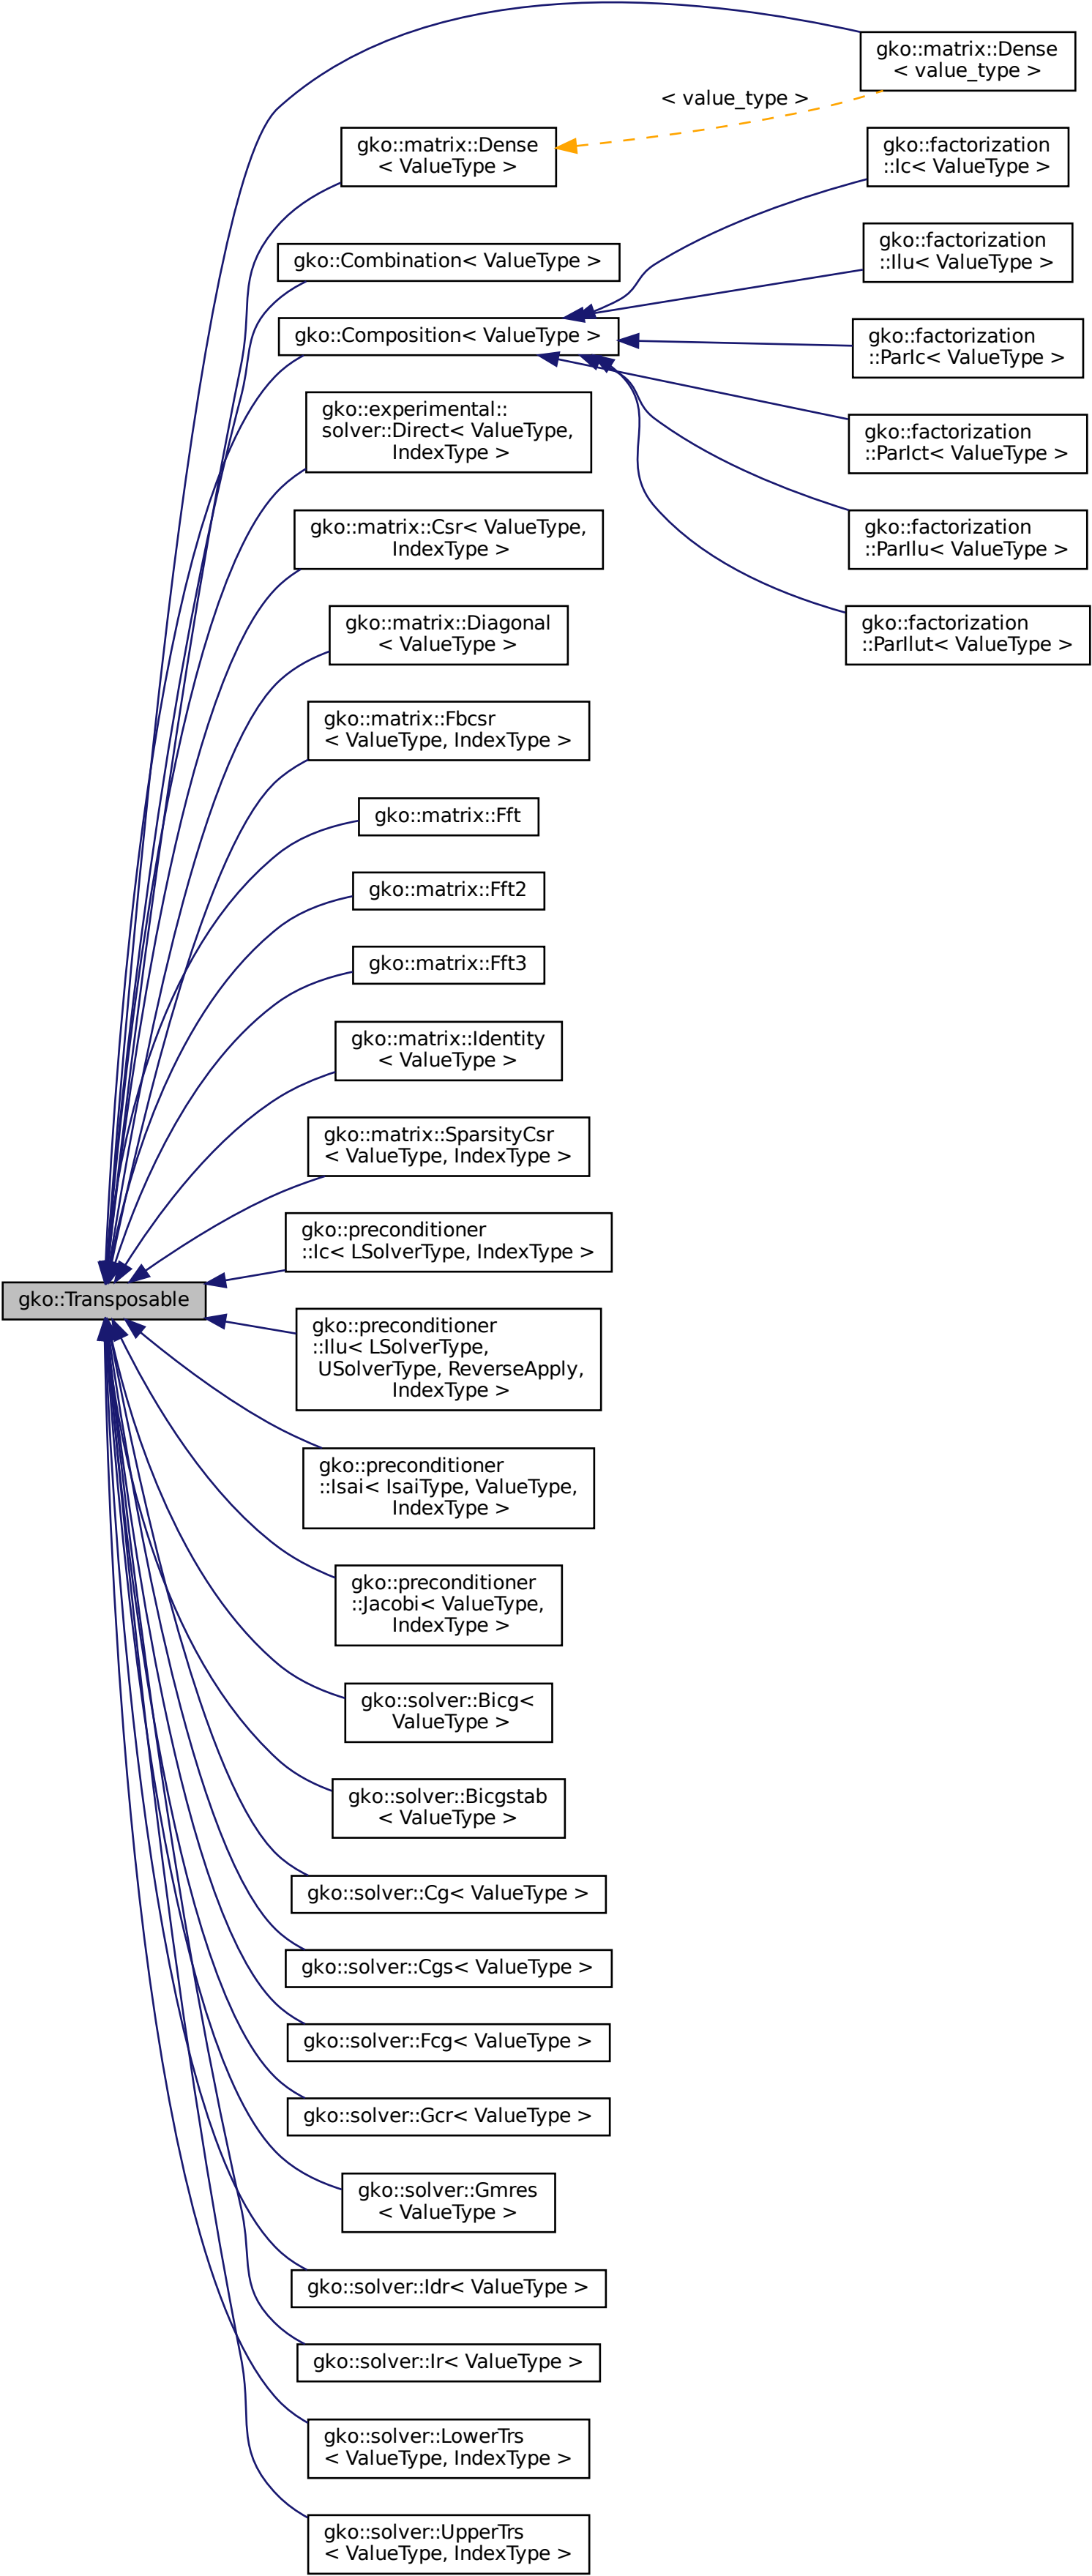 gko::matrix::Dense
< value_type >
< value_type >
gko::matrix::Dense
< ValueType >
gko::factorization
::Ic< ValueType >
gko::factorization
::Ilu< ValueType >
gko::Combination< ValueType >
gko::Composition< ValueType >
gko::factorization
::ParIc< ValueType >
gko::experimental::
solver::Direct< ValueType,
IndexType >
gko::factorization
::ParIct< ValueType >
gko::matrix::Csr< ValueType,
IndexType >
gko::factorization
::ParIlu< ValueType >
gko::matrix::Diagonal
< ValueType >
gko::factorization
::ParIlut< ValueType >
gko::matrix::Fbcsr
< ValueType, IndexType >
gko::matrix::Fft
gko::matrix::Fft2
gko::matrix::Fft3
gko::matrix::Identity
< ValueType >
gko::matrix::SparsityCsr
< ValueType, IndexType >
gko::preconditioner
::Ic< LSolverType, IndexType >
gko::Transposable
gko::preconditioner
::Ilu< LSolverType,
USolverType, ReverseApply,
IndexType >
gko::preconditioner
::Isai< IsaiType, ValueType,
IndexType >
gko::preconditioner
::Jacobi< ValueType,
IndexType >
gko::solver::Bicg<
ValueType >
gko::solver::Bicgstab
< ValueType >
gko::solver::Cg< ValueType >
gko::solver::Cgs< ValueType >
gko::solver::Fcg< ValueType >
gko::solver::Gcr< ValueType >
gko::solver::Gmres
< ValueType >
gko::solver::Idr< ValueType >
gko::solver::Ir< ValueType >
gko::solver::LowerTrs
< ValueType, IndexType >
gko::solver::UpperTrs
< ValueType, IndexType >